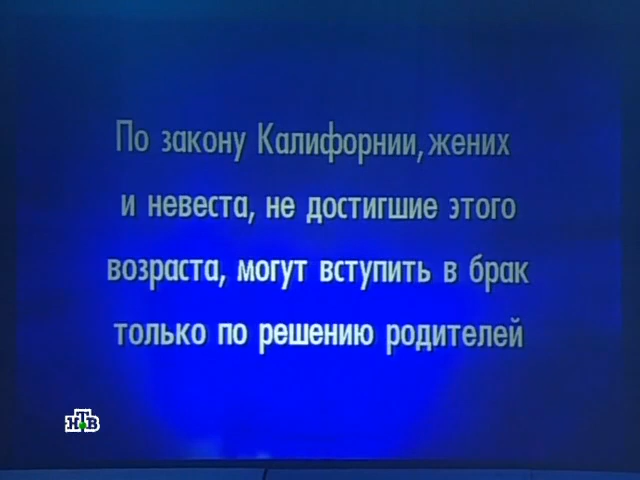 По закону Калифорнии, жених
и невеста, не достигшие этого
возраста, могут вступить в брак
только по решению родителей
НТВ